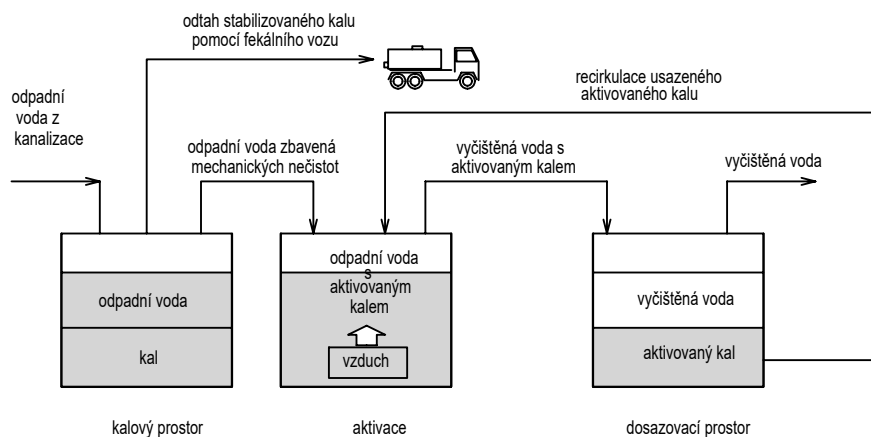 odtah stabilizovaného kalu
pomocí fekálního vozu
odpadní
voda z
kanalizace
recirkulace usazeného
aktivovaného kalu
odpadní voda zbavená
mechanických nečistot
vyčištěná voda s
aktivovaným kalem
vyčištěná voda
odpadní voda
kal
odpadní voda
s
aktivovaným
kalem
vzduch
vyčištěná voda
aktivovaný kal
kalový prostor
aktivace
dosazovací prostor